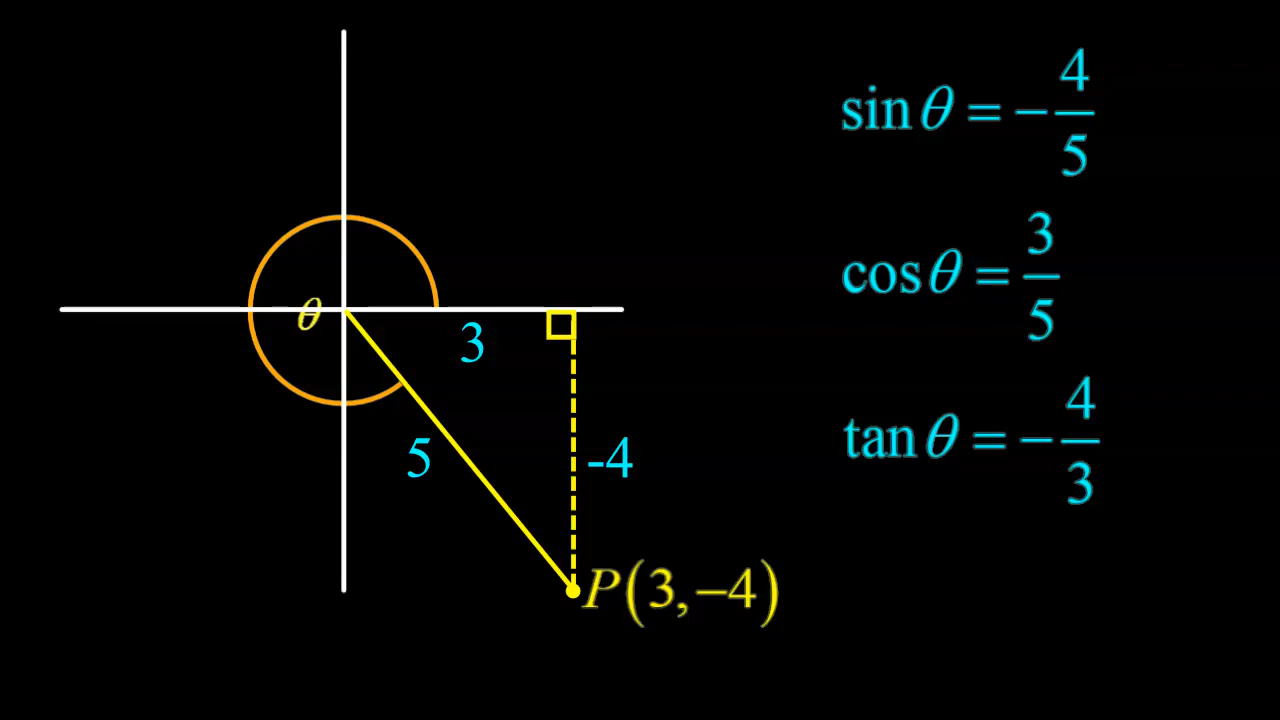 sin θ = −4/5
cos θ = 3/5
θ
3
tan θ = −4/3
5
-4
P(3,−4)